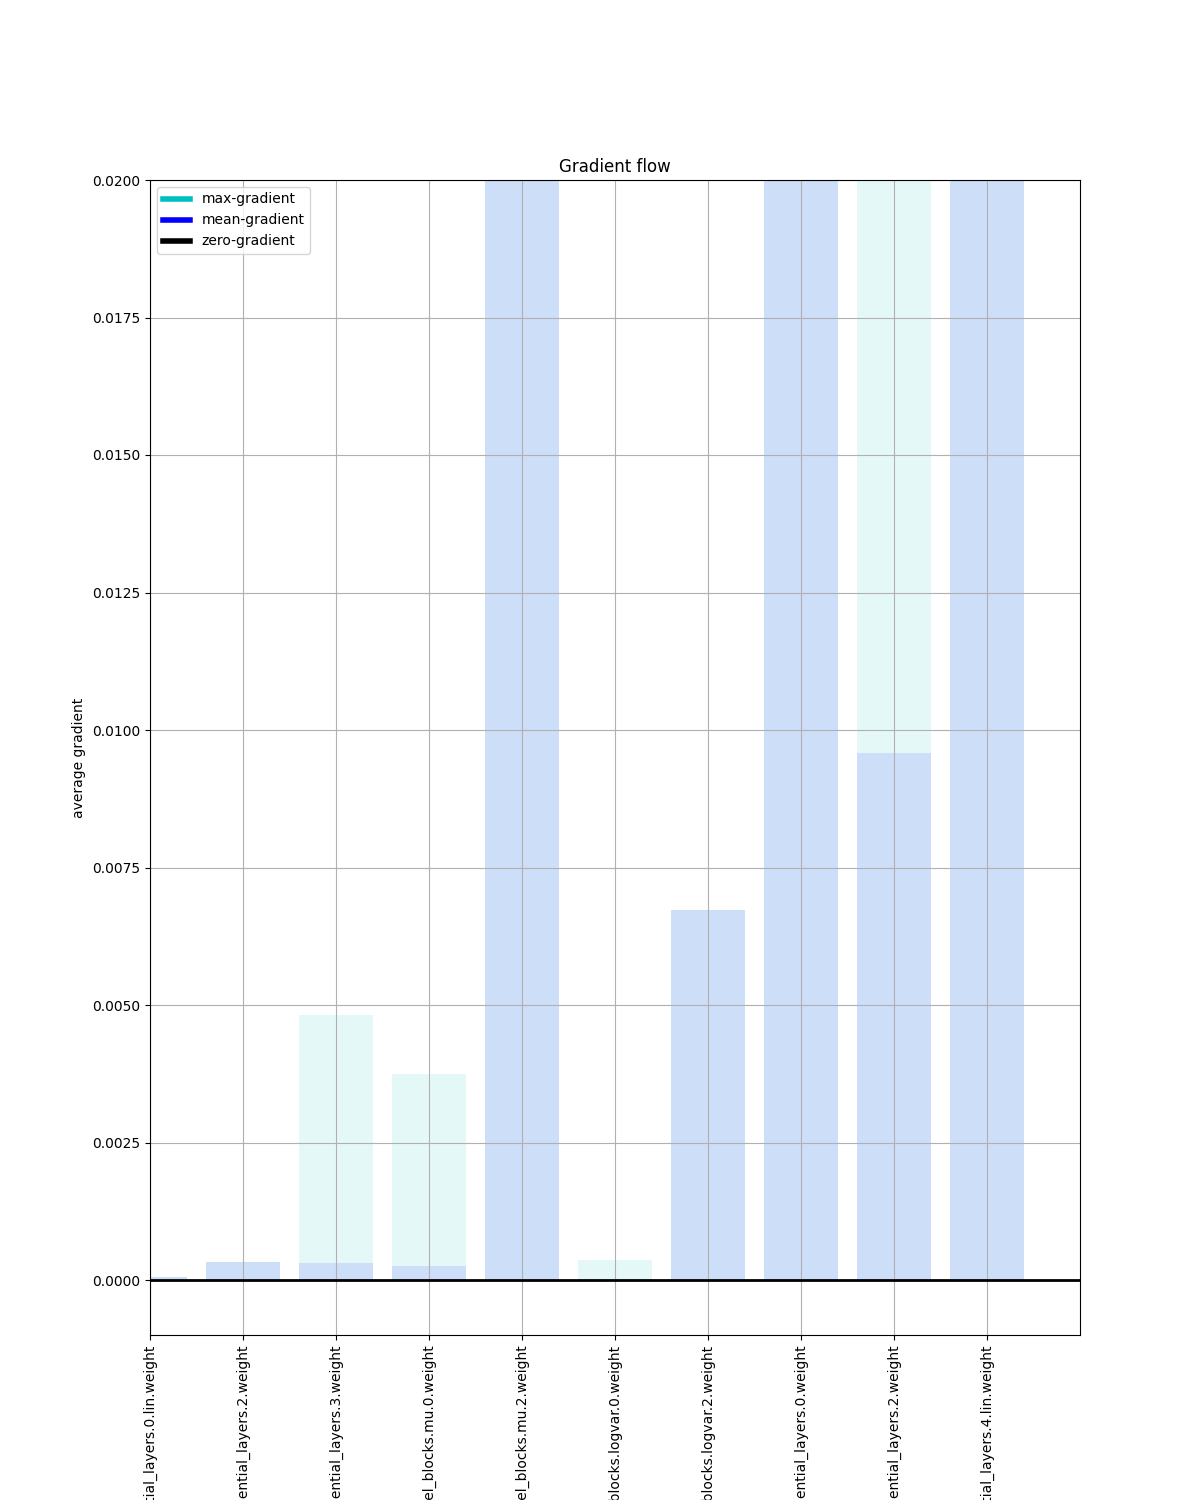 Gradient flow
max-gradient
mean-gradient
zero-gradient
average gradient
0.0200
0.0175
0.0150
0.0125
0.0100
0.0075
0.0050
0.0025
0.0000
tial_layers.0.lin.weight
ential_layers.2.weight
ential_layers.3.weight
el_blocks.mu.0.weight
el_blocks.mu.2.weight
blocks.logvar.0.weight
blocks.logvar.2.weight
ential_layers.0.weight
ential_layers.2.weight
tial_layers.4.lin.weight